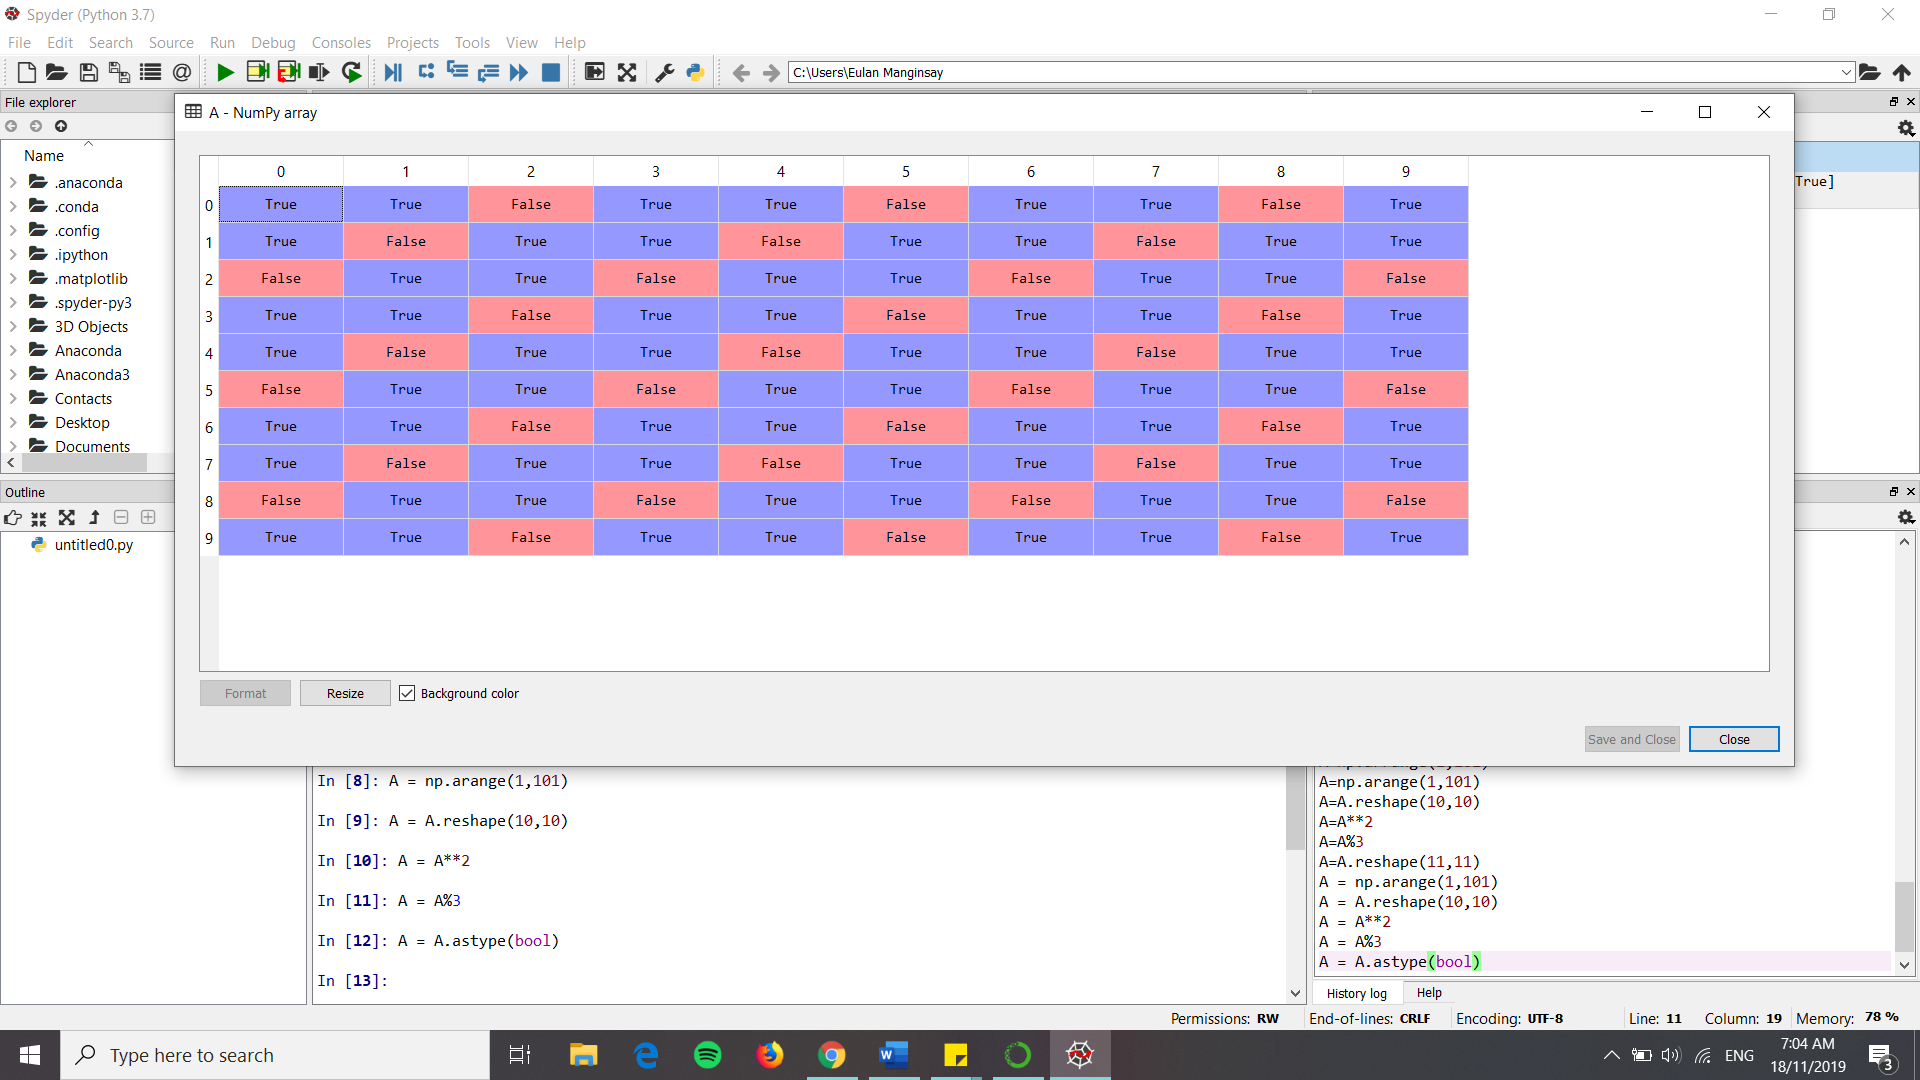 Spyder (Python 3.7)
File Edit Search Source Run Debug Consoles Projects Tools View Help
C:\Users\Eulan Manginsay
File explorer
A - NumPy array
Name
.anaconda
.conda
.config
.ipython
.matplotlib
.spyder-py3
3D Objects
Anaconda
Anaconda3
Contacts
Desktop
Documents
0 1 2 3 4 5 6 7 8 9
0 True True False True True False True True False True
1 True False True True False True True False True True
2 False True True False True True False True True False
3 True True False True True False True True False True
4 True False True True False True True False True True
5 False True True False True True False True True False
6 True True False True True False True True False True
7 True False True True False True True False True True
8 False True True False True True False True True False
9 True True False True True False True True False True
True]
Format Resize Background color
Save and Close Close
Outline
untitled0.py
In [8]: A = np.arange(1,101)
In [9]: A = A.reshape(10,10)
In [10]: A = A**2
In [11]: A = A%3
In [12]: A = A.astype(bool)
In [13]:
A=np.arange(1,101)
A=A.reshape(10,10)
A=A**2
A=A%3
A=A.reshape(11,11)
A = np.arange(1,101)
A = A.reshape(10,10)
A = A**2
A = A%3
A = A.astype(bool)
History log Help
Permissions: RW End-of-lines: CRLF Encoding: UTF-8 Line: 11 Column: 19 Memory: 78 %
Type here to search
ENG
7:04 AM
18/11/2019
3